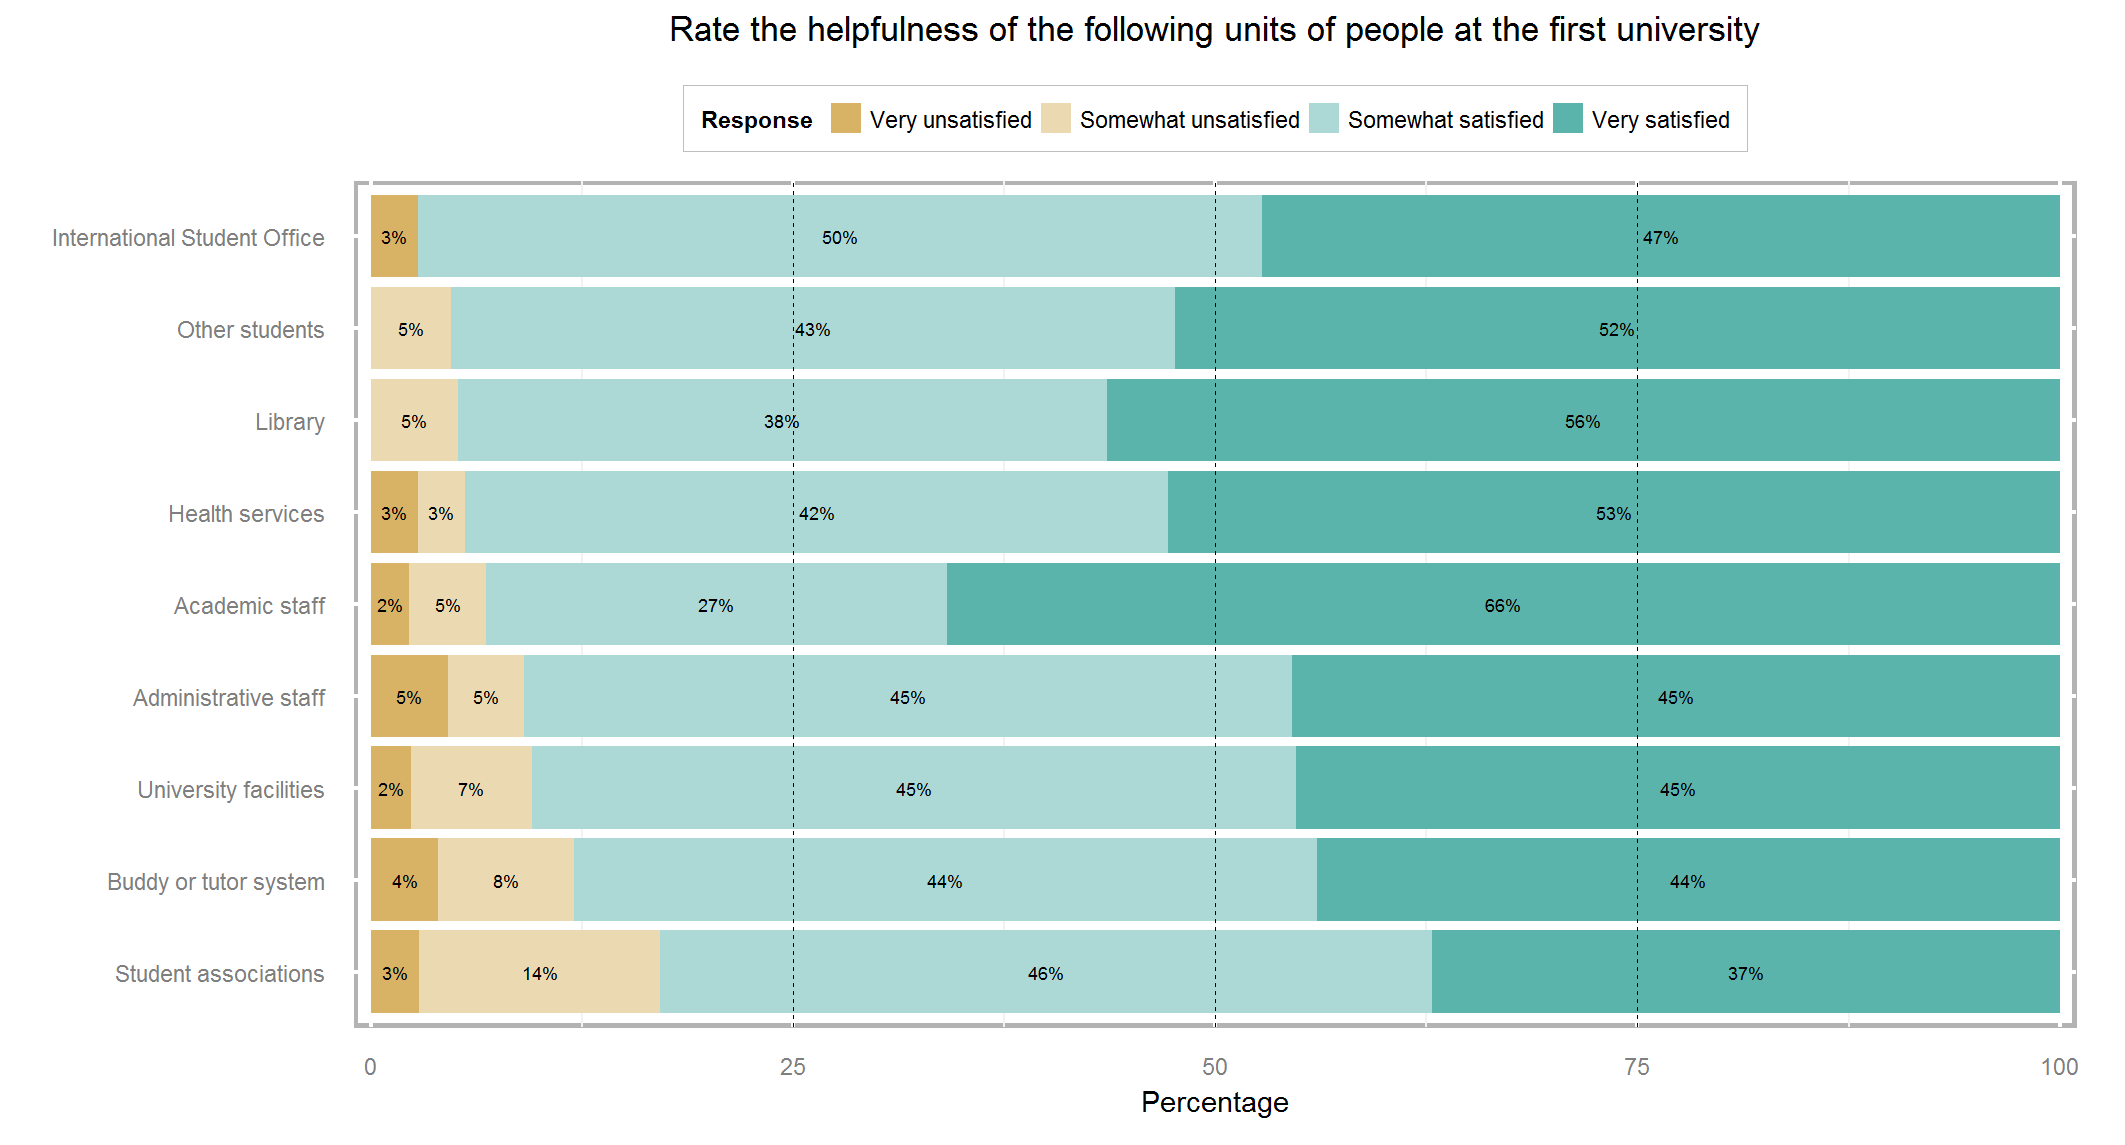 Rate the helpfulness of the following units of people at the first university
Response Very unsatisfied Somewhat unsatisfied Somewhat satisfied Very satisfied
International Student Office 3% 50% 47%
Other students 5% 43% 52%
Library 5% 38% 56%
Health services 3% 3% 42% 53%
Academic staff 2% 5% 27% 66%
Administrative staff 5% 5% 45% 45%
University facilities 2% 7% 45% 45%
Buddy or tutor system 4% 8% 44% 44%
Student associations 3% 14% 46% 37%
0 25 50 75 100
Percentage